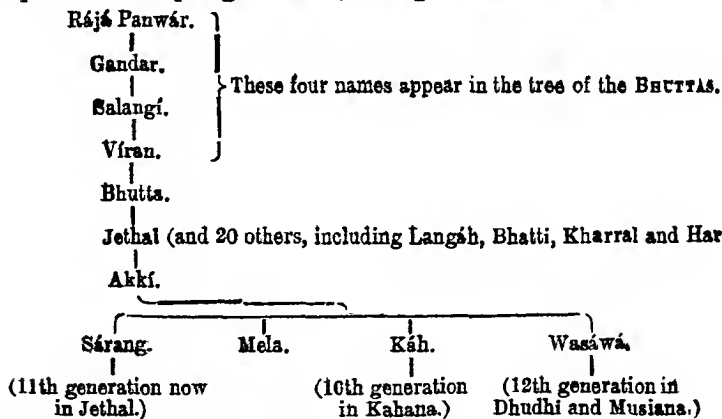 Rájá Panwár.
Gandar.
These four names appear in the tree of the BHUTTAS.
Salangí.
Víran.
Bhutta.
Jethal (and 20 others, including Langáh, Bhatti, Kharral and Har
Akkí.
Sárang. Mela. Káh. Wasáwá.
(11th generation now (10th generation (12th generation in
in Jethal.) in Kahana.) Dhudhi and Musiana.)